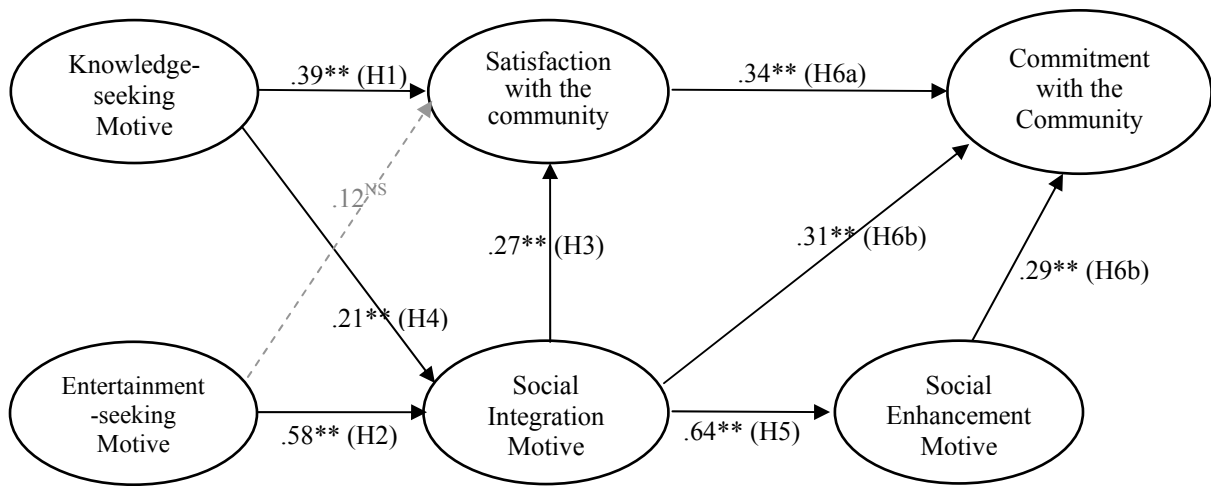 Knowledge-
seeking
Motive
.39** (H1)
Satisfaction
with the
community
.34** (H6a)
Commitment
with the
Community
.12NS
.27** (H3)
.31** (H6b)
.29** (H6b)
.21** (H4)
Entertainment
-seeking
Motive
.58** (H2)
Social
Integration
Motive
.64** (H5)
Social
Enhancement
Motive